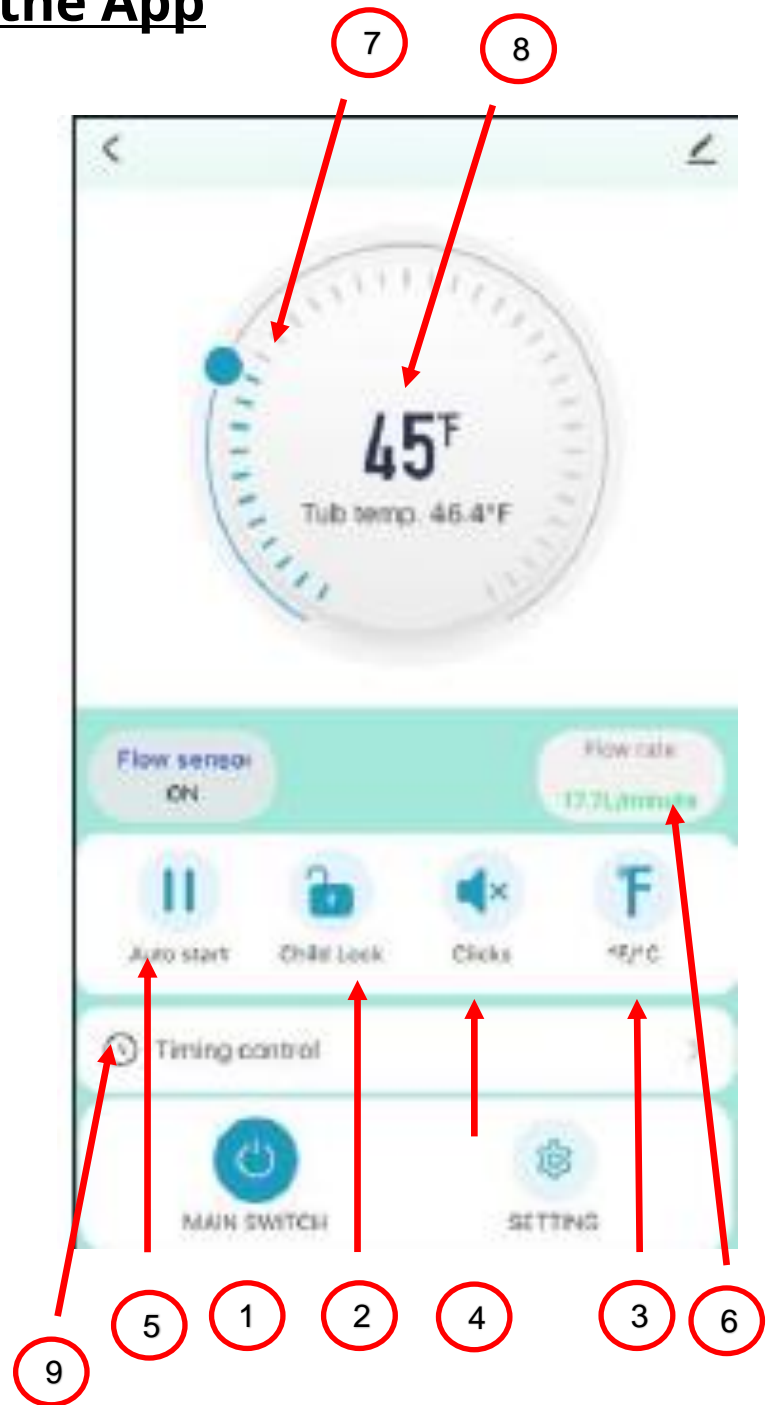 the App
7
8
45°F
Tub temp. 46.4°F
Flow sensor
ON
Flow rate
17.7L/minute
Auto start
Child Lock
Clicks
°F/°C
Timing control
MAIN SWITCH
SETTING
5
1
2
4
3
6
9